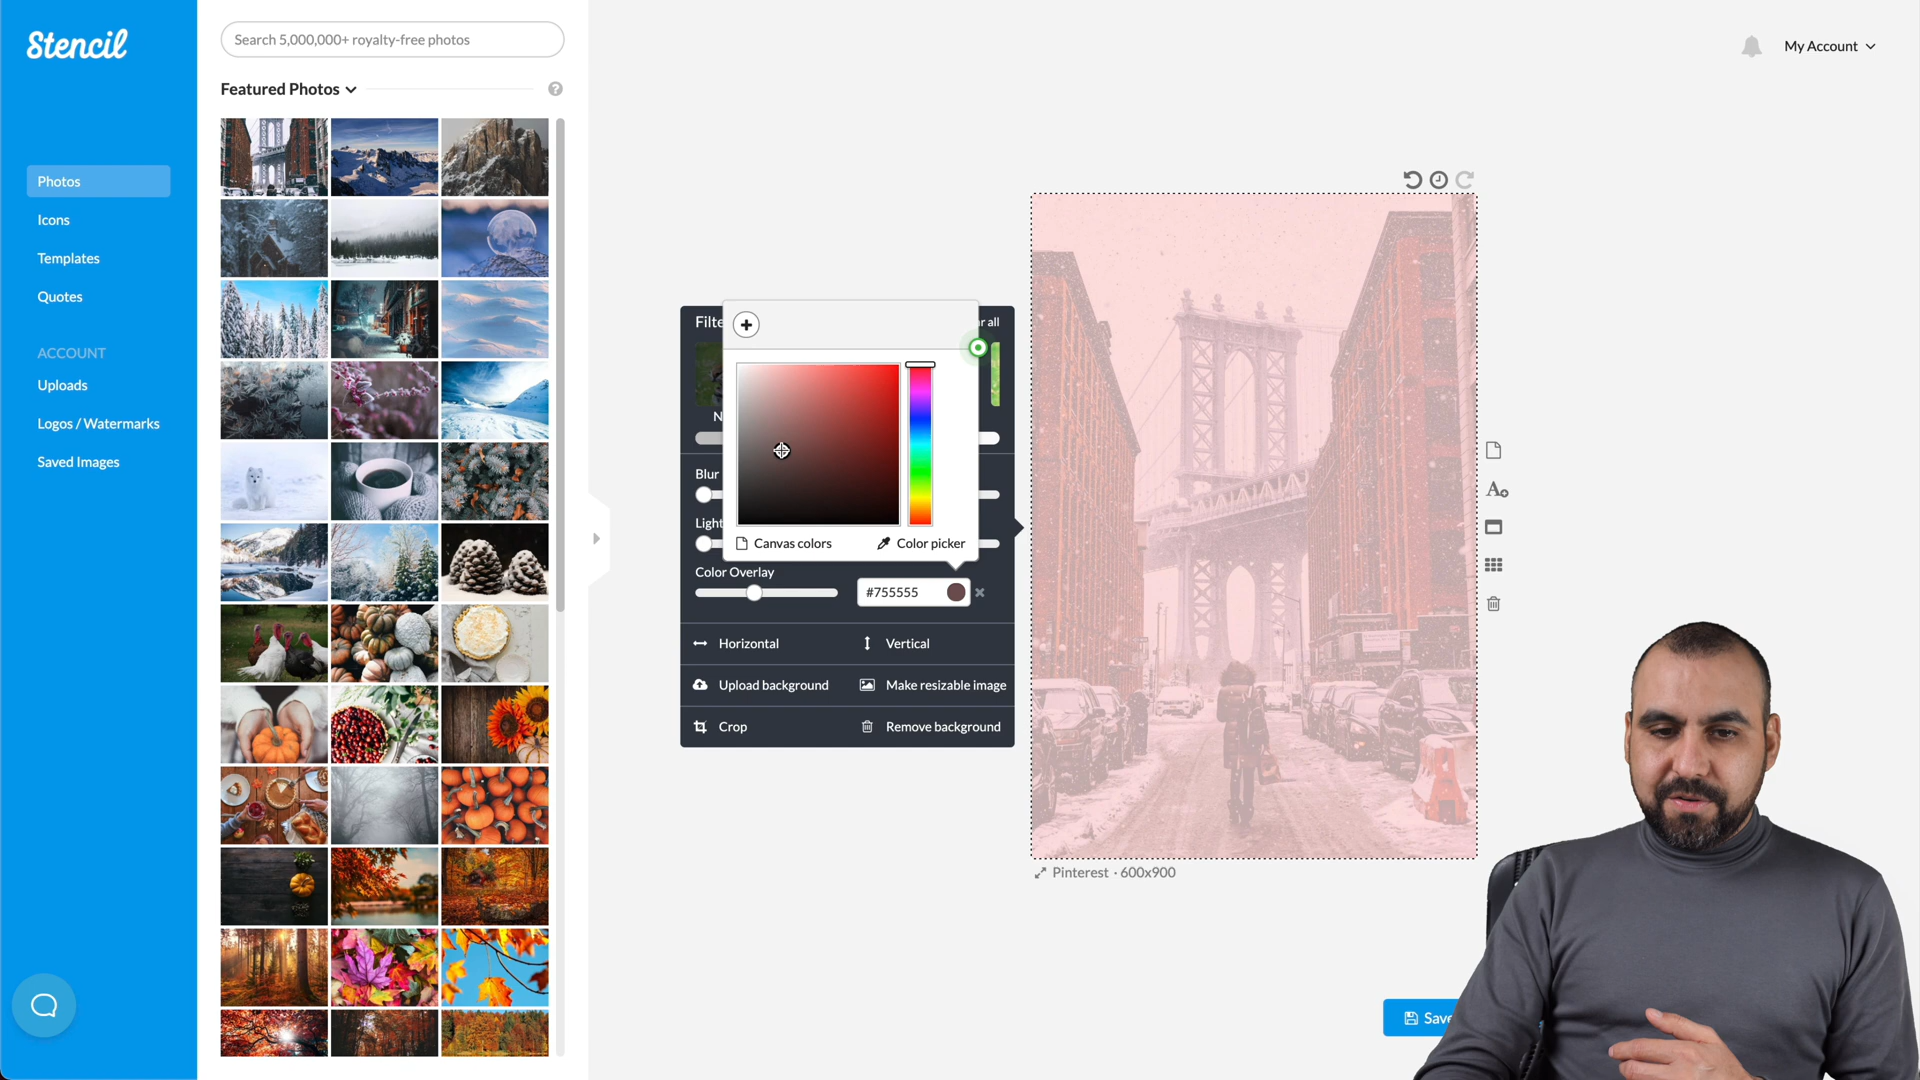 Stencil
Search 5,000,000+ royalty-free photos
My Account
Featured Photos
?
Photos
Icons
Templates
Quotes
ACCOUNT
Uploads
Logos / Watermarks
Saved Images
Filte
r all
N
Blur
Light
Canvas colors
Color picker
Color Overlay
#755555
Horizontal
Vertical
Upload background
Make resizable image
Crop
Remove background
Pinterest · 600x900
Save